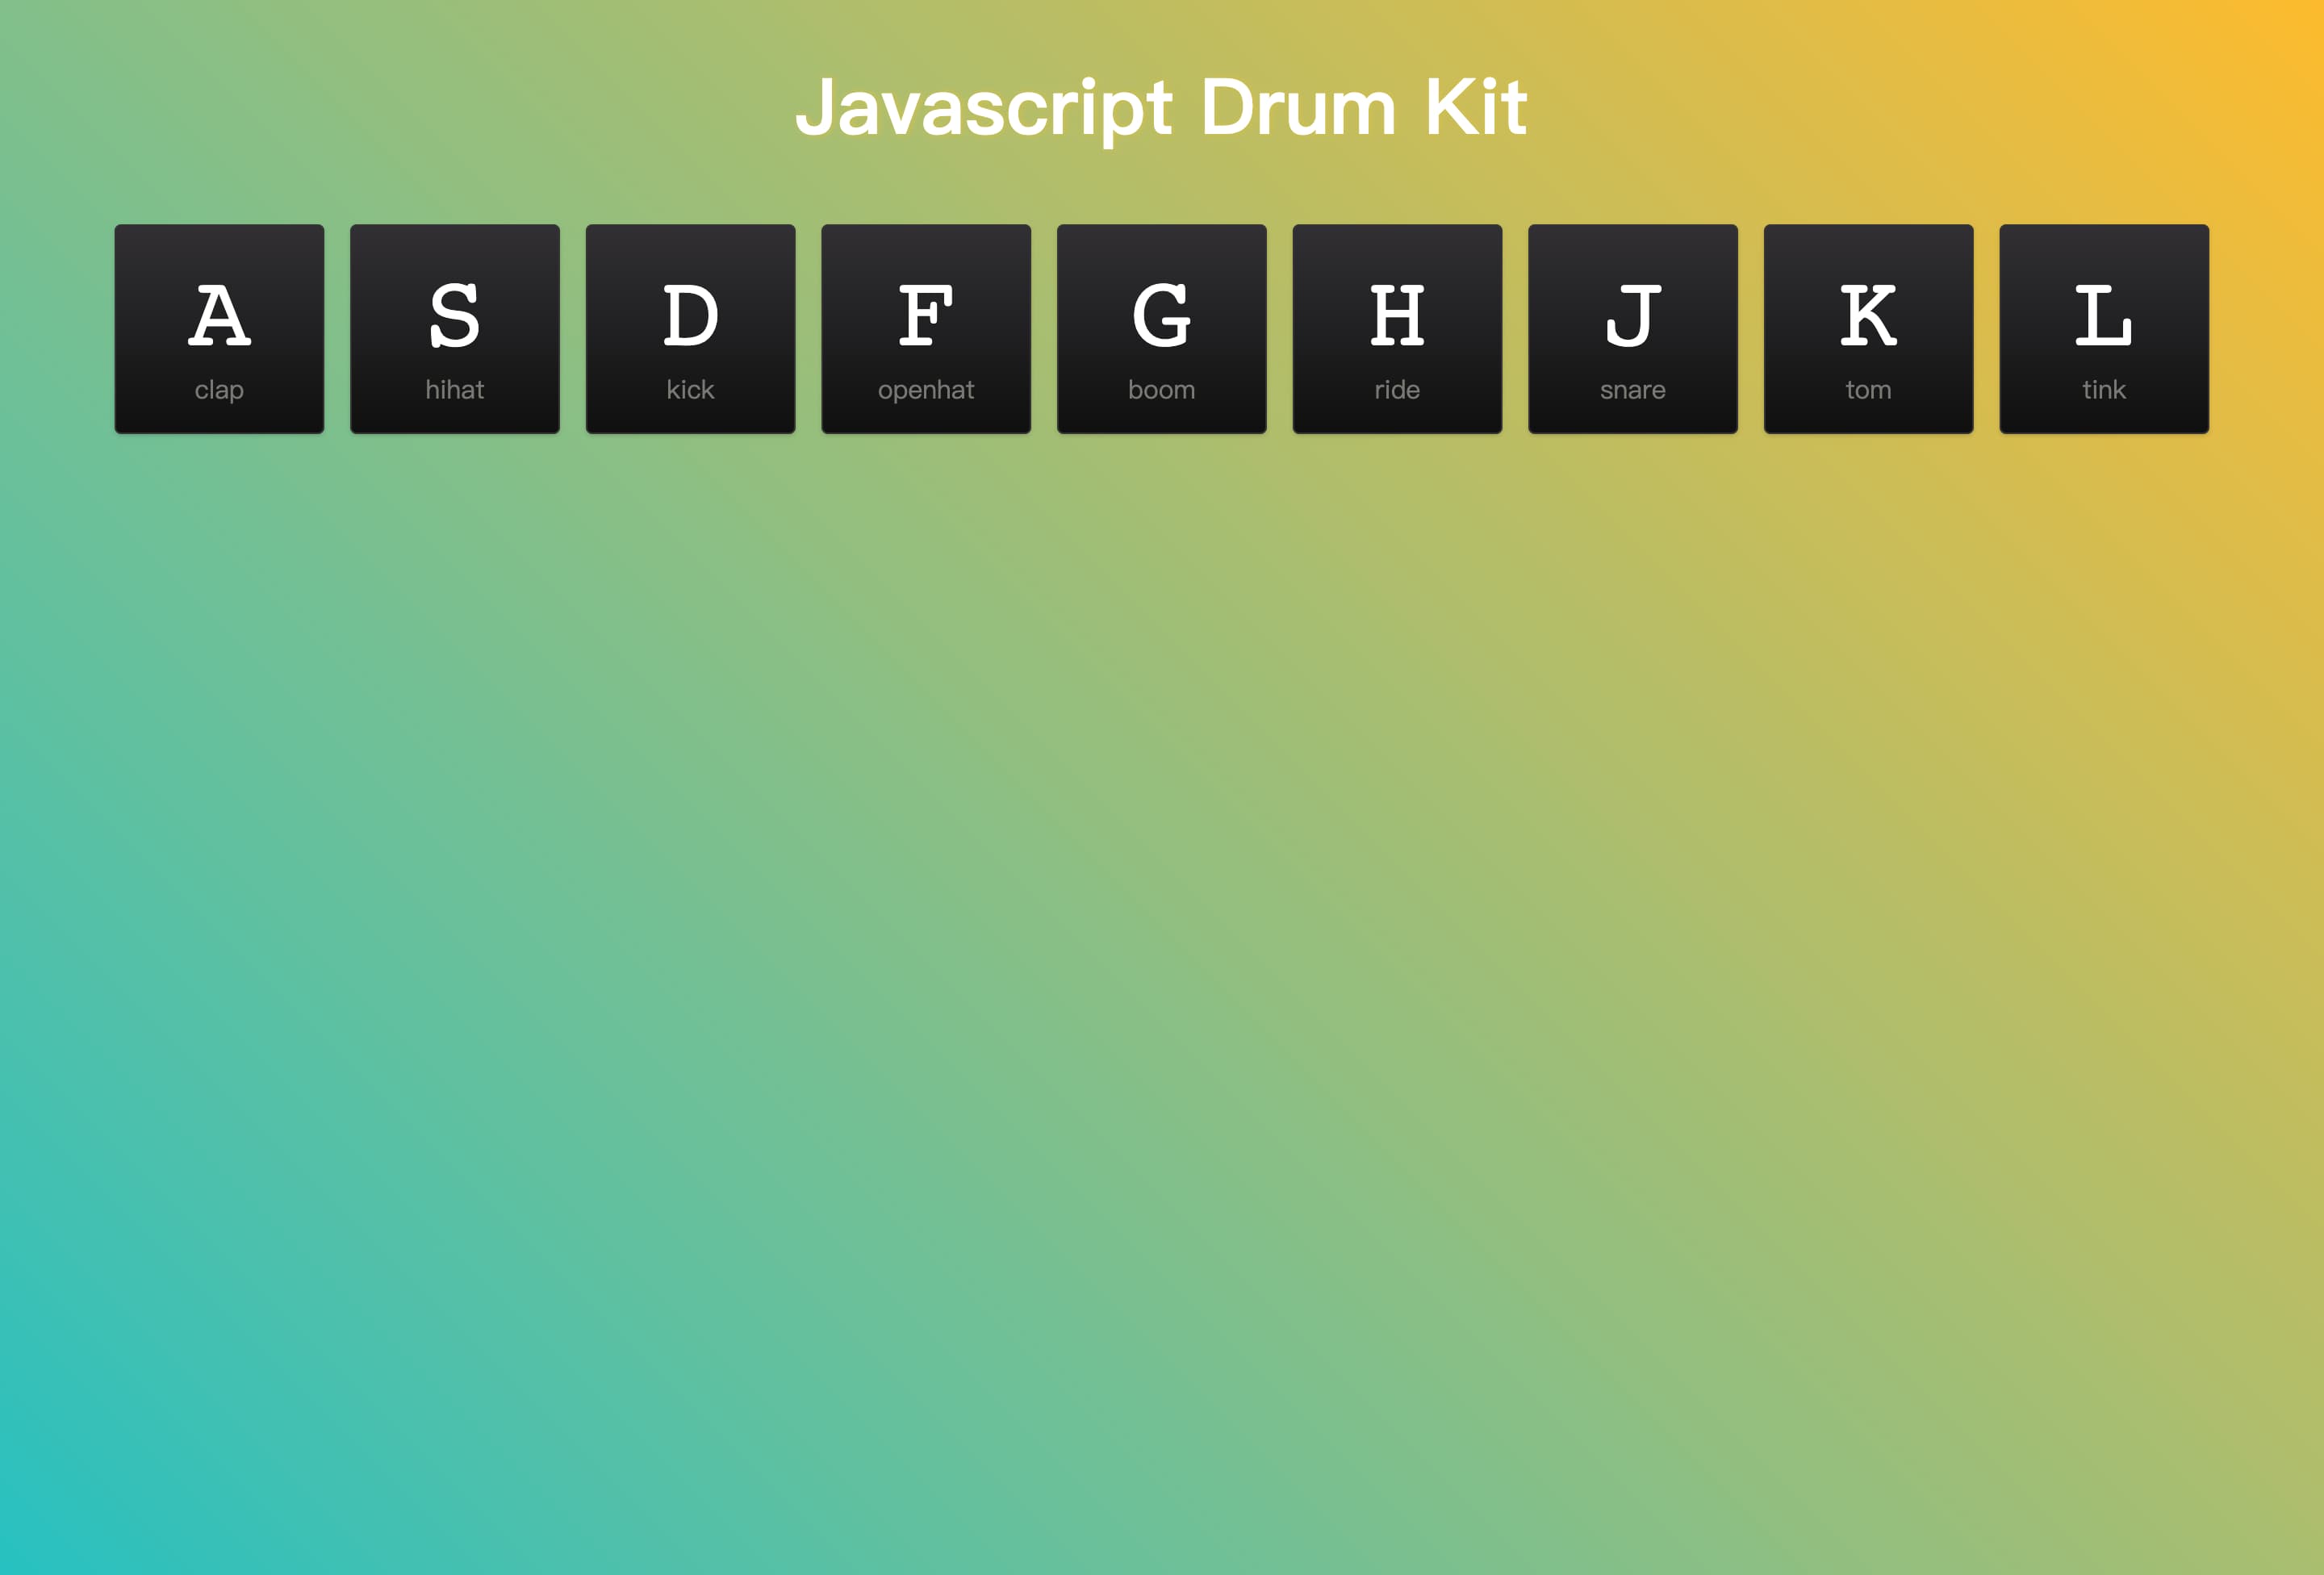 Javascript Drum Kit
A S D F G H J K L
clap hihat kick openhat boom ride snare tom tink